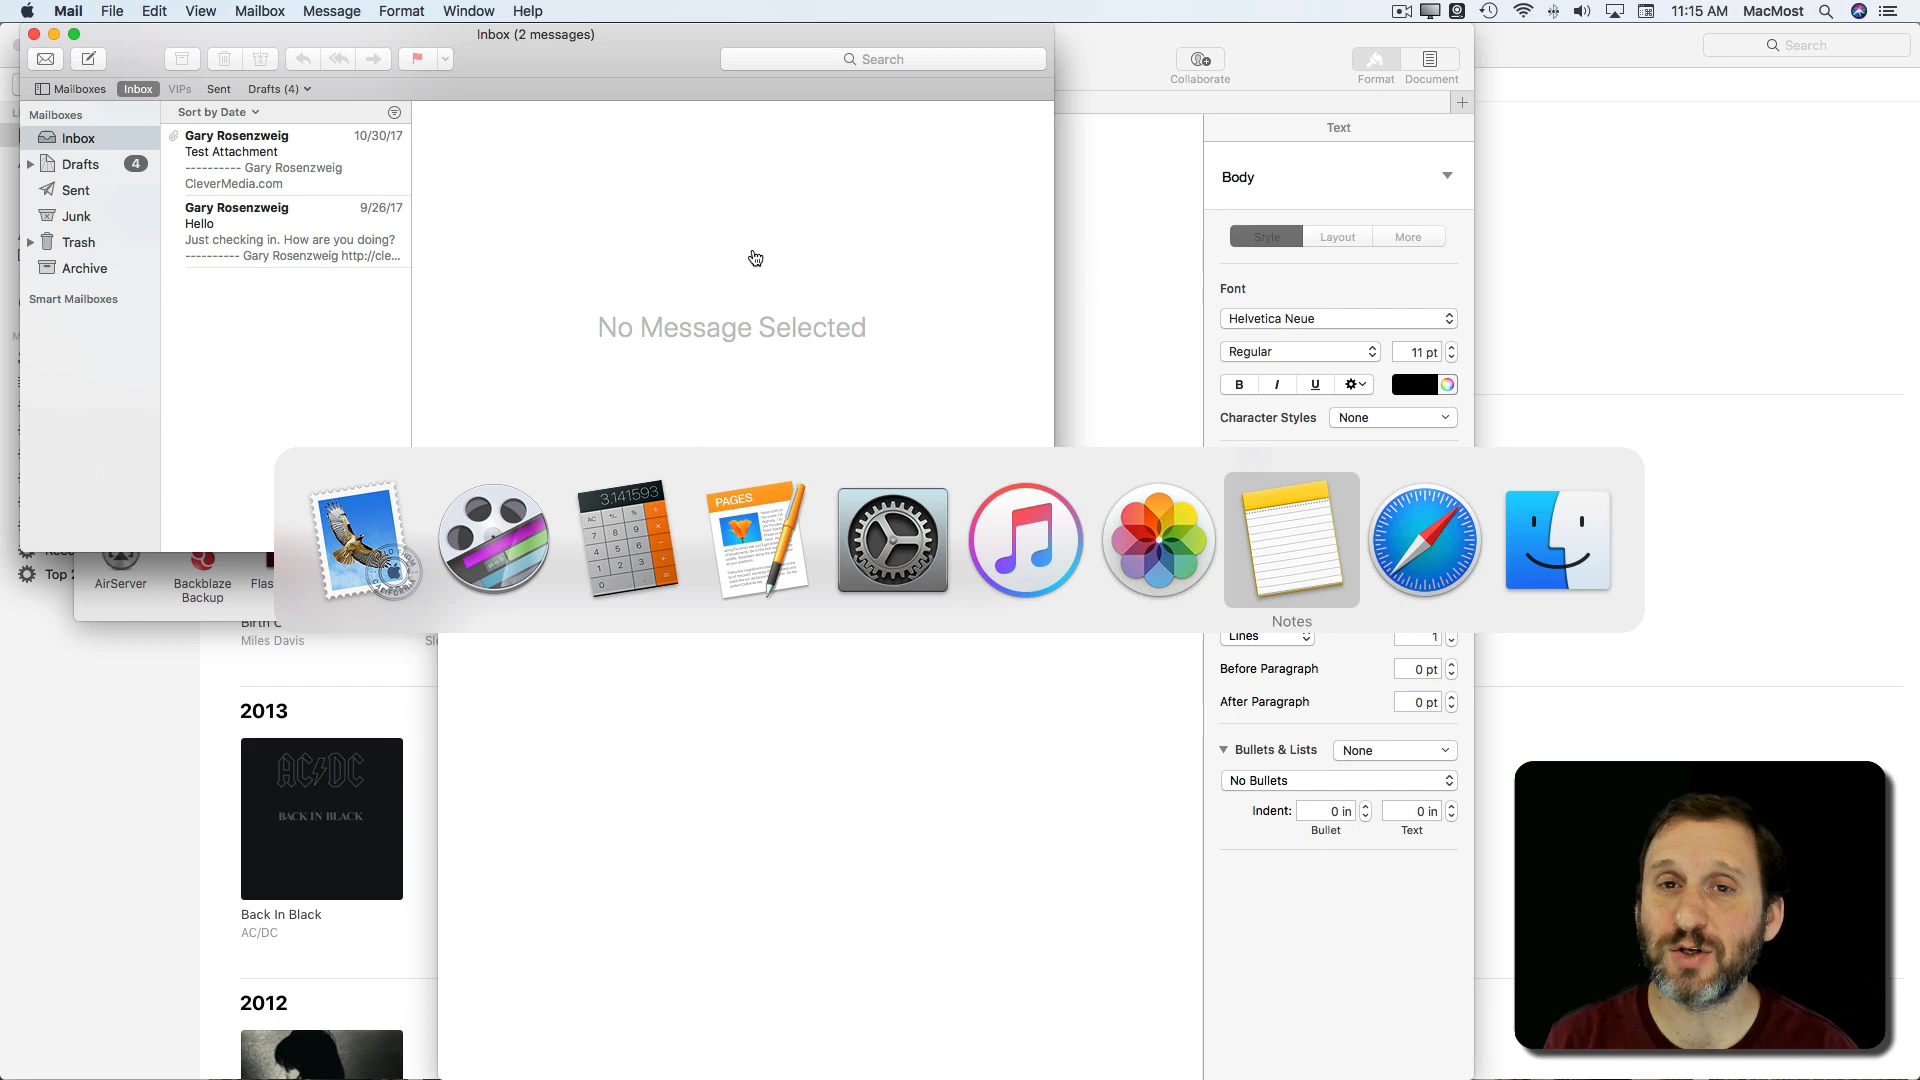 Mail File Edit View Mailbox Message Format Window Help
11:15 AM MacMost
Inbox (2 messages)
Search
Mailboxes Inbox VIPs Sent Drafts (4)
Mailboxes
Inbox
Drafts 4
Sent
Junk
Trash
Archive
Smart Mailboxes
Sort by Date
Gary Rosenzweig 10/30/17
Test Attachment
---------- Gary Rosenzweig
CleverMedia.com
Gary Rosenzweig 9/26/17
Hello
Just checking in. How are you doing?
---------- Gary Rosenzweig http://cle...
No Message Selected
Collaborate
Format Document
Search
Text
Body
Style Layout More
Font
Helvetica Neue
Regular 11 pt
B I U
Character Styles None
3.141593
PAGES
Notes
Lines 1
Before Paragraph 0 pt
After Paragraph 0 pt
Bullets & Lists None
No Bullets
Indent: 0 in 0 in
Bullet Text
Top
AirServer
Backblaze
Backup
Miles Davis
2013
AC/DC
BACK IN BLACK
Back In Black
AC/DC
2012